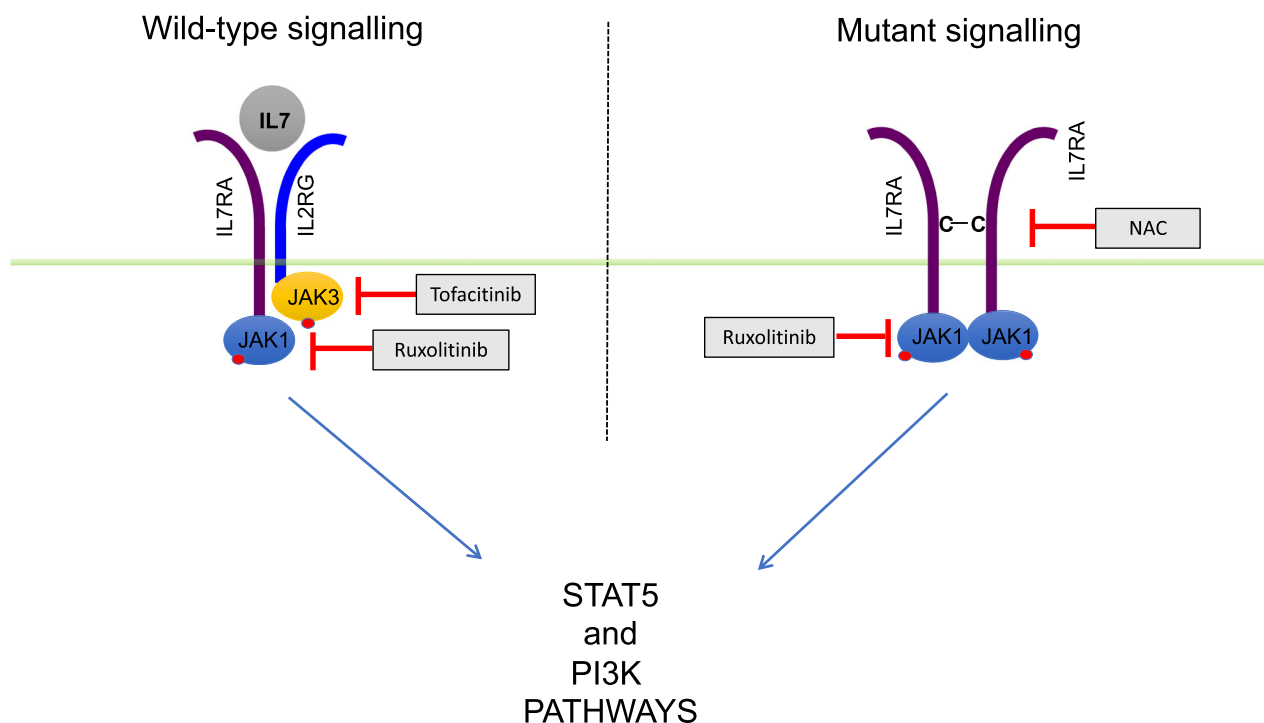 Wild-type signalling
IL7
IL7RA
IL2RG
JAK3
Tofacitinib
JAK1
Ruxolitinib
Mutant signalling
IL7RA
IL7RA
C–C
NAC
Ruxolitinib
JAK1
JAK1
STAT5
and
PI3K
PATHWAYS